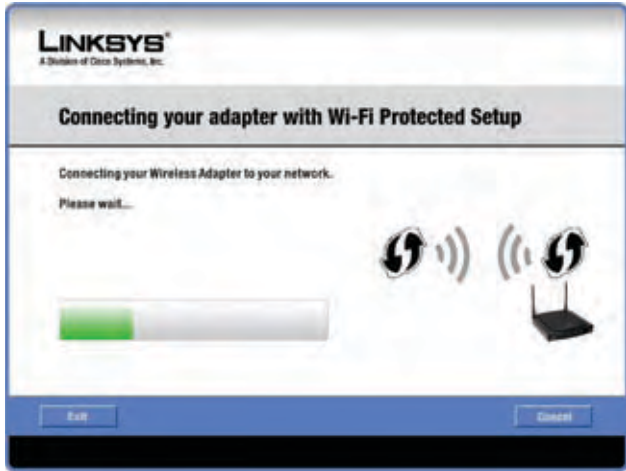 LINKSYS®
A Division of Cisco Systems, Inc.
Connecting your adapter with Wi-Fi Protected Setup
Connecting your Wireless Adapter to your network.
Please wait...
Exit
Cancel